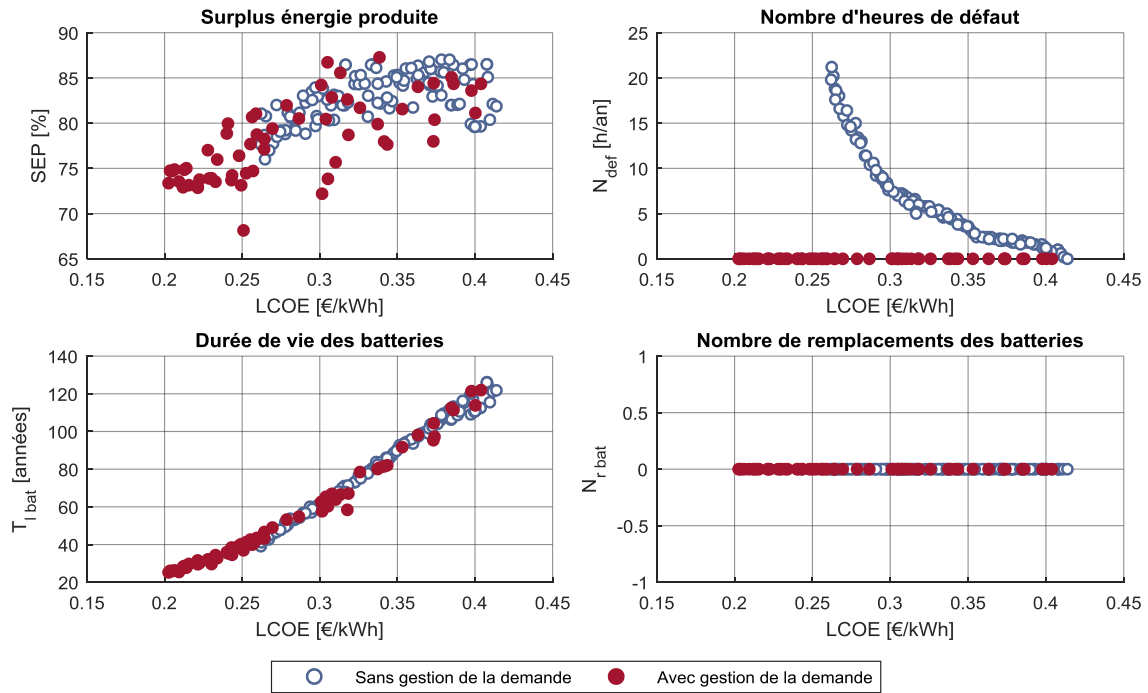 Surplus énergie produite
90
85
80
75
70
65
SEP [%]
0.15 0.2 0.25 0.3 0.35 0.4 0.45
LCOE [€/kWh]
Nombre d'heures de défaut
25
20
15
10
5
0
N def [h/an]
0.15 0.2 0.25 0.3 0.35 0.4 0.45
LCOE [€/kWh]
Durée de vie des batteries
140
120
100
80
60
40
20
T l bat [années]
0.15 0.2 0.25 0.3 0.35 0.4 0.45
LCOE [€/kWh]
Nombre de remplacements des batteries
1
0.5
0
-0.5
-1
N r bat
0.15 0.2 0.25 0.3 0.35 0.4 0.45
LCOE [€/kWh]
Sans gestion de la demande
Avec gestion de la demande